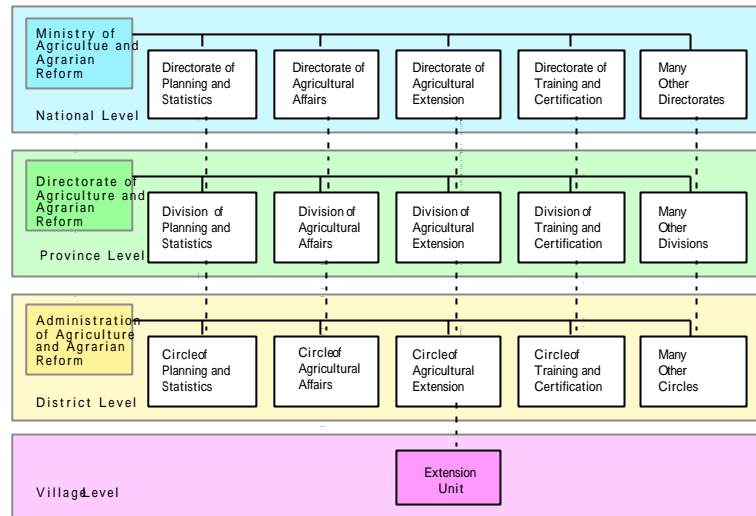 Ministry of
Agricultue and
Agrarian
Reform
National Level
Directorate of
Planning and
Statistics
Directorate of
Agricultural
Affairs
Directorate of
Agricultural
Extension
Directorate of
Training and
Certification
Many
Other
Directorates
Directorate of
Agriculture and
Agrarian
Reform
Province Level
Division of
Planning and
Statistics
Division of
Agricultural
Affairs
Division of
Agricultural
Extension
Division of
Training and
Certification
Many
Other
Divisions
Administration
of Agriculture
and Agrarian
Reform
District Level
Circleof
Planning and
Statistics
Circleof
Agricultural
Affairs
Circleof
Agricultural
Extension
Circleof
Training and
Certification
Many
Other
Circles
VillageLevel
Extension
Unit